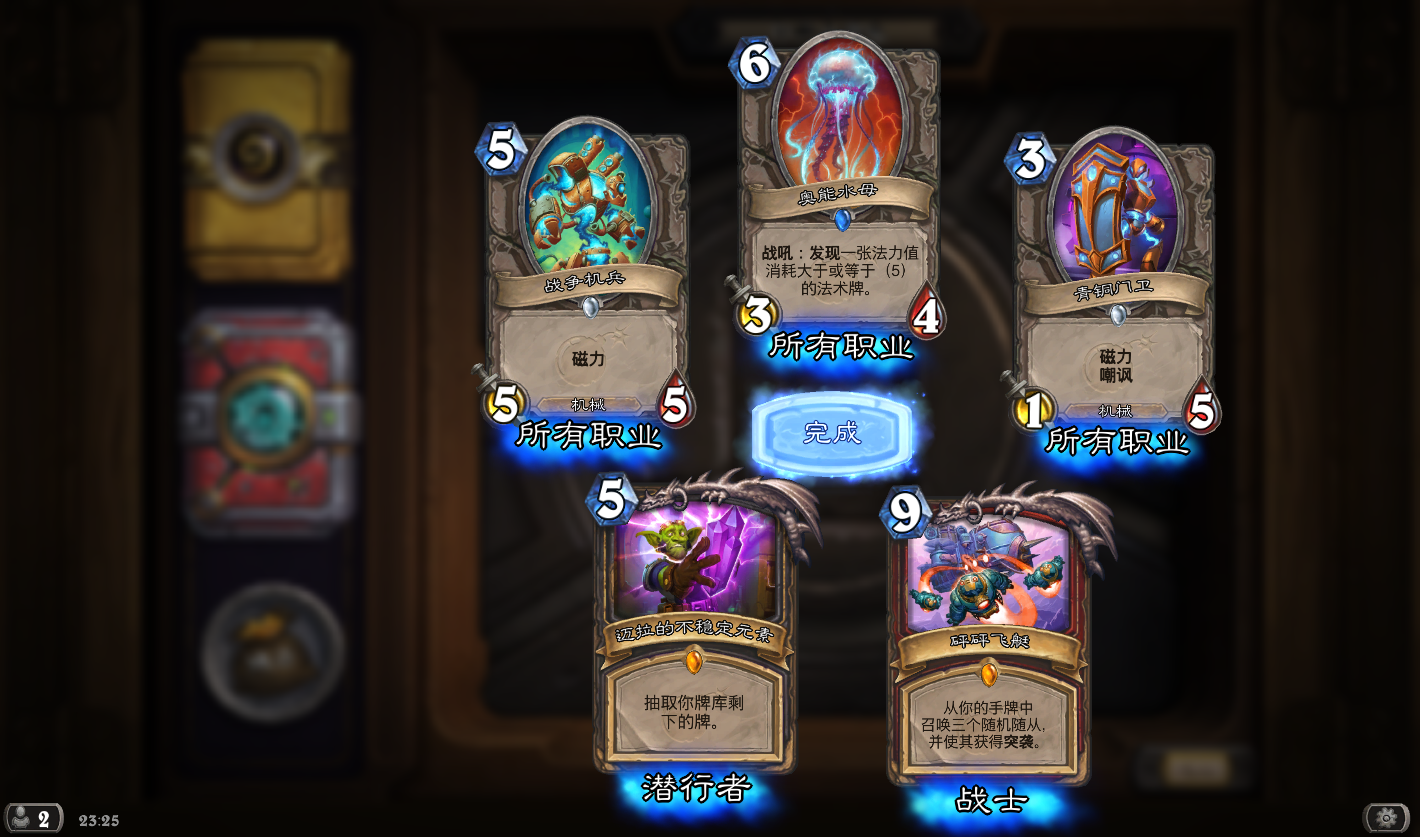 6
奥能水母
战吼：发现一张法力值
消耗大于或等于（5）
的法术牌。
3
4
所有职业
5
战争机兵
磁力
机械
5
5
所有职业
3
青铜门卫
磁力
嘲讽
机械
1
5
所有职业
完成
5
迈拉的不稳定元素
抽取你牌库剩
下的牌。
潜行者
9
砰砰飞艇
从你的手牌中
召唤三个随机随从，
并使其获得突袭。
战士
2
23:25